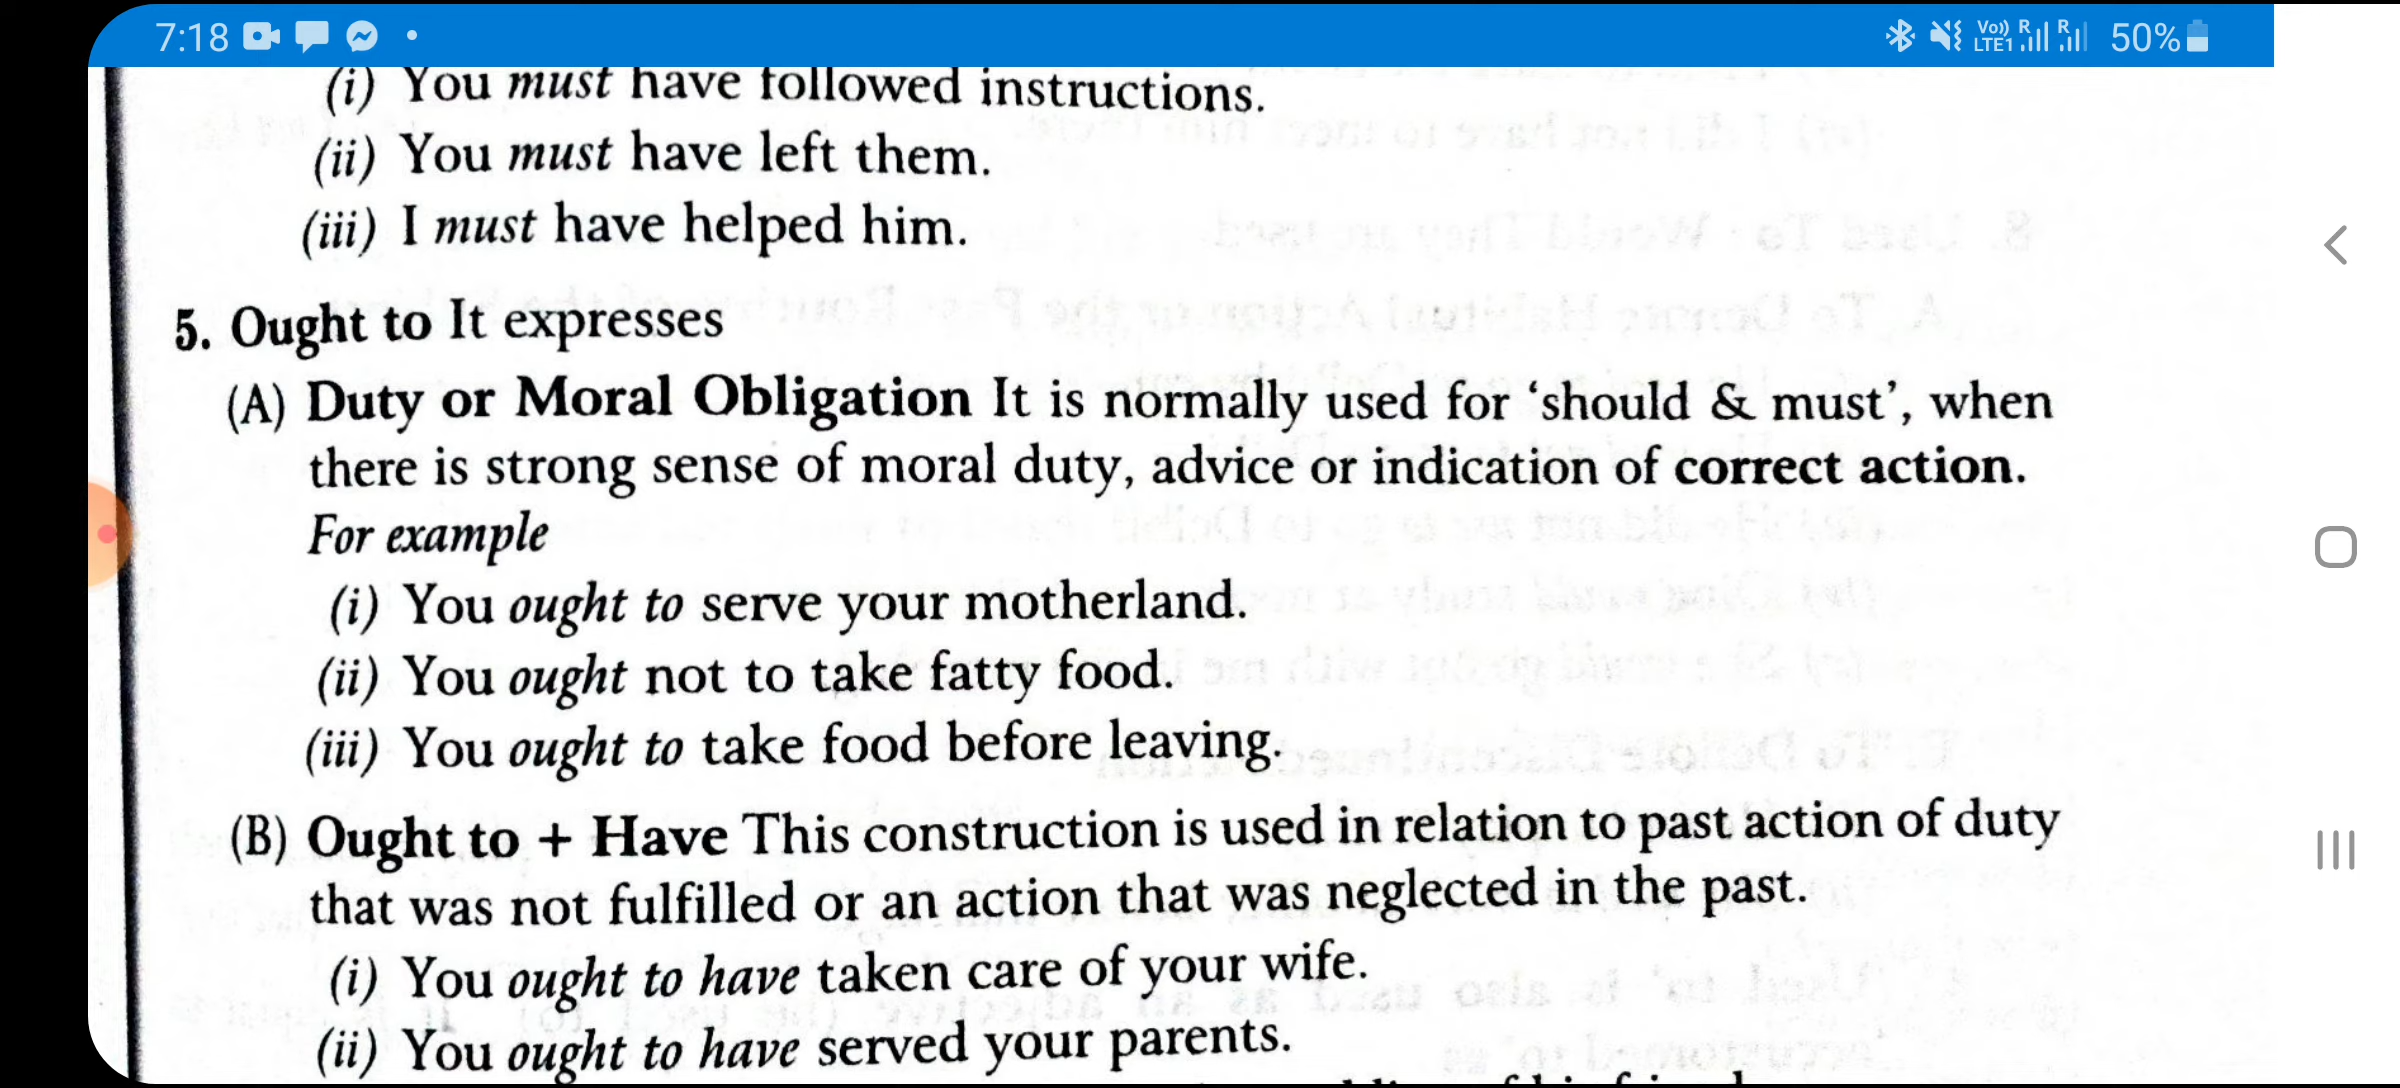 7:18
Vo)) R R
LTE1 50%
(i) You must have followed instructions.
(ii) You must have left them.
(iii) I must have helped him.
5. Ought to It expresses
(A) Duty or Moral Obligation It is normally used for ‘should & must’, when
there is strong sense of moral duty, advice or indication of correct action.
For example
(i) You ought to serve your motherland.
(ii) You ought not to take fatty food.
(iii) You ought to take food before leaving.
(B) Ought to + Have This construction is used in relation to past action of duty
that was not fulfilled or an action that was neglected in the past.
(i) You ought to have taken care of your wife.
(ii) You ought to have served your parents.